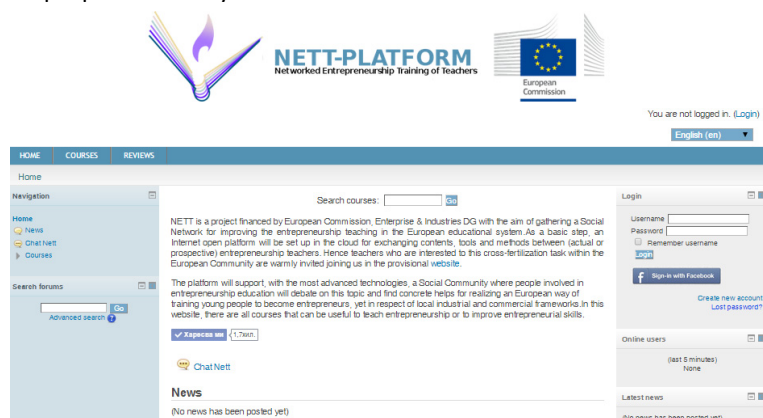 NETT-PLATFORM
Networked Entrepreneurship Training of Teachers
European
Commission
You are not logged in. (Login)
English (en)
HOME COURSES REVIEWS
Home
Navigation
Home
News
Chat Nett
Courses
Search forums
Go
Advanced search
Search courses: Go
NETT is a project financed by European Commission, Enterprise & Industries DG with the aim of gathering a Social
Network for improving the entrepreneurship teaching in the European educational system.As a basic step, an
Internet open platform will be set up in the cloud for exchanging contents, tools and methods between (actual or
prospective) entrepreneurship teachers. Hence teachers who are interested to this cross-fertilization task within the
European Community are warmly invited joining us in the provisional website.
The platform will support, with the most advanced technologies, a Social Community where people involved in
entrepreneurship education will debate on this topic and find concrete helps for realizing an European way of
training young people to become entrepreneurs, yet in respect of local industrial and commercial frameworks.In this
website, there are all courses that can be useful to teach entrepreneurship or to improve entrepreneurial skills.
Харесва ми 1,7хил.
Chat Nett
News
(No news has been posted yet)
Login
Username
Password
Remember username
Login
Sign-in with Facebook
Create new account
Lost password?
Online users
(last 5 minutes)
None
Latest news
(No news has been posted yet)